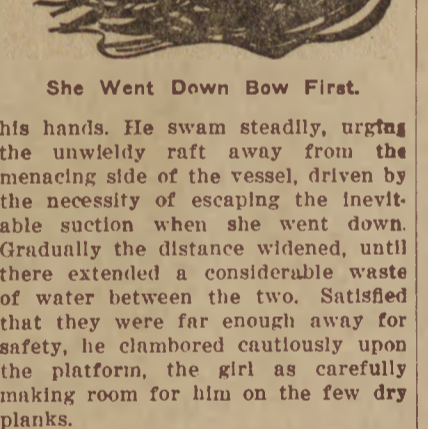 She Went Down Bow First.
his hands. He swam steadily, urging
the unwieldy raft away from the
menacing side of the vessel, driven by
the necessity of escaping the inevit-
able suction when she went down.
Gradually the distance widened, until
there extended a considerable waste
of water between the two. Satisfied
that they were far enough away for
safety, he clambored cautiously upon
the platform, the girl as carefully
making room for him on the few dry
planks.